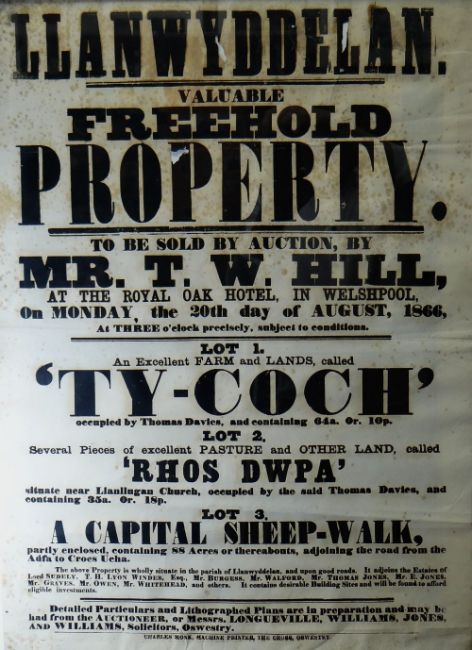 LLANWYDDELAN.
VALUABLE
FREEHOLD
PROPERTY.
TO BE SOLD BY AUCTION, BY
MR. T. W. HILL,
AT THE ROYAL OAK HOTEL, IN WELSHPOOL,
On MONDAY, the 20th day of AUGUST, 1866,
At THREE o'clock precisely, subject to conditions.
LOT 1.
An Excellent FARM and LANDS, called
'TY-COCH'
occupied by Thomas Davies, and containing 64a. 0r. 10p.
LOT 2.
Several Pieces of excellent PASTURE and OTHER LAND, called
'RHOS DWPA'
situate near Llanllugan Church, occupied by the said Thomas Davies, and
containing 35a. 0r. 18p.
LOT 3.
A CAPITAL SHEEP-WALK,
partly enclosed, containing 88 Acres or thereabouts, adjoining the road from the
Adfa to Croes Ucha.
The above Property is wholly situate in the parish of Llanwyddelan, and upon good roads. It adjoins the Estates of
Lord SUDELY, T. H. LYON WINDER, Esq., Mr. BURGESS, Mr. WALFORD, Mr. THOMAS JONES, Mr. E. JONES,
Mr. GRAVES, Mr. OWEN, Mr. WHITEHEAD, and others. It contains desirable Building Sites and will be found to afford
eligible investments.
Detailed Particulars and Lithographed Plans are in preparation and may be
had from the AUCTIONEER, or Messrs. LONGUEVILLE, WILLIAMS, JONES,
AND WILLIAMS, Solicitors, Oswestry.
CHARLES MONK, MACHINE PRINTER, THE CROSS, OSWESTRY.